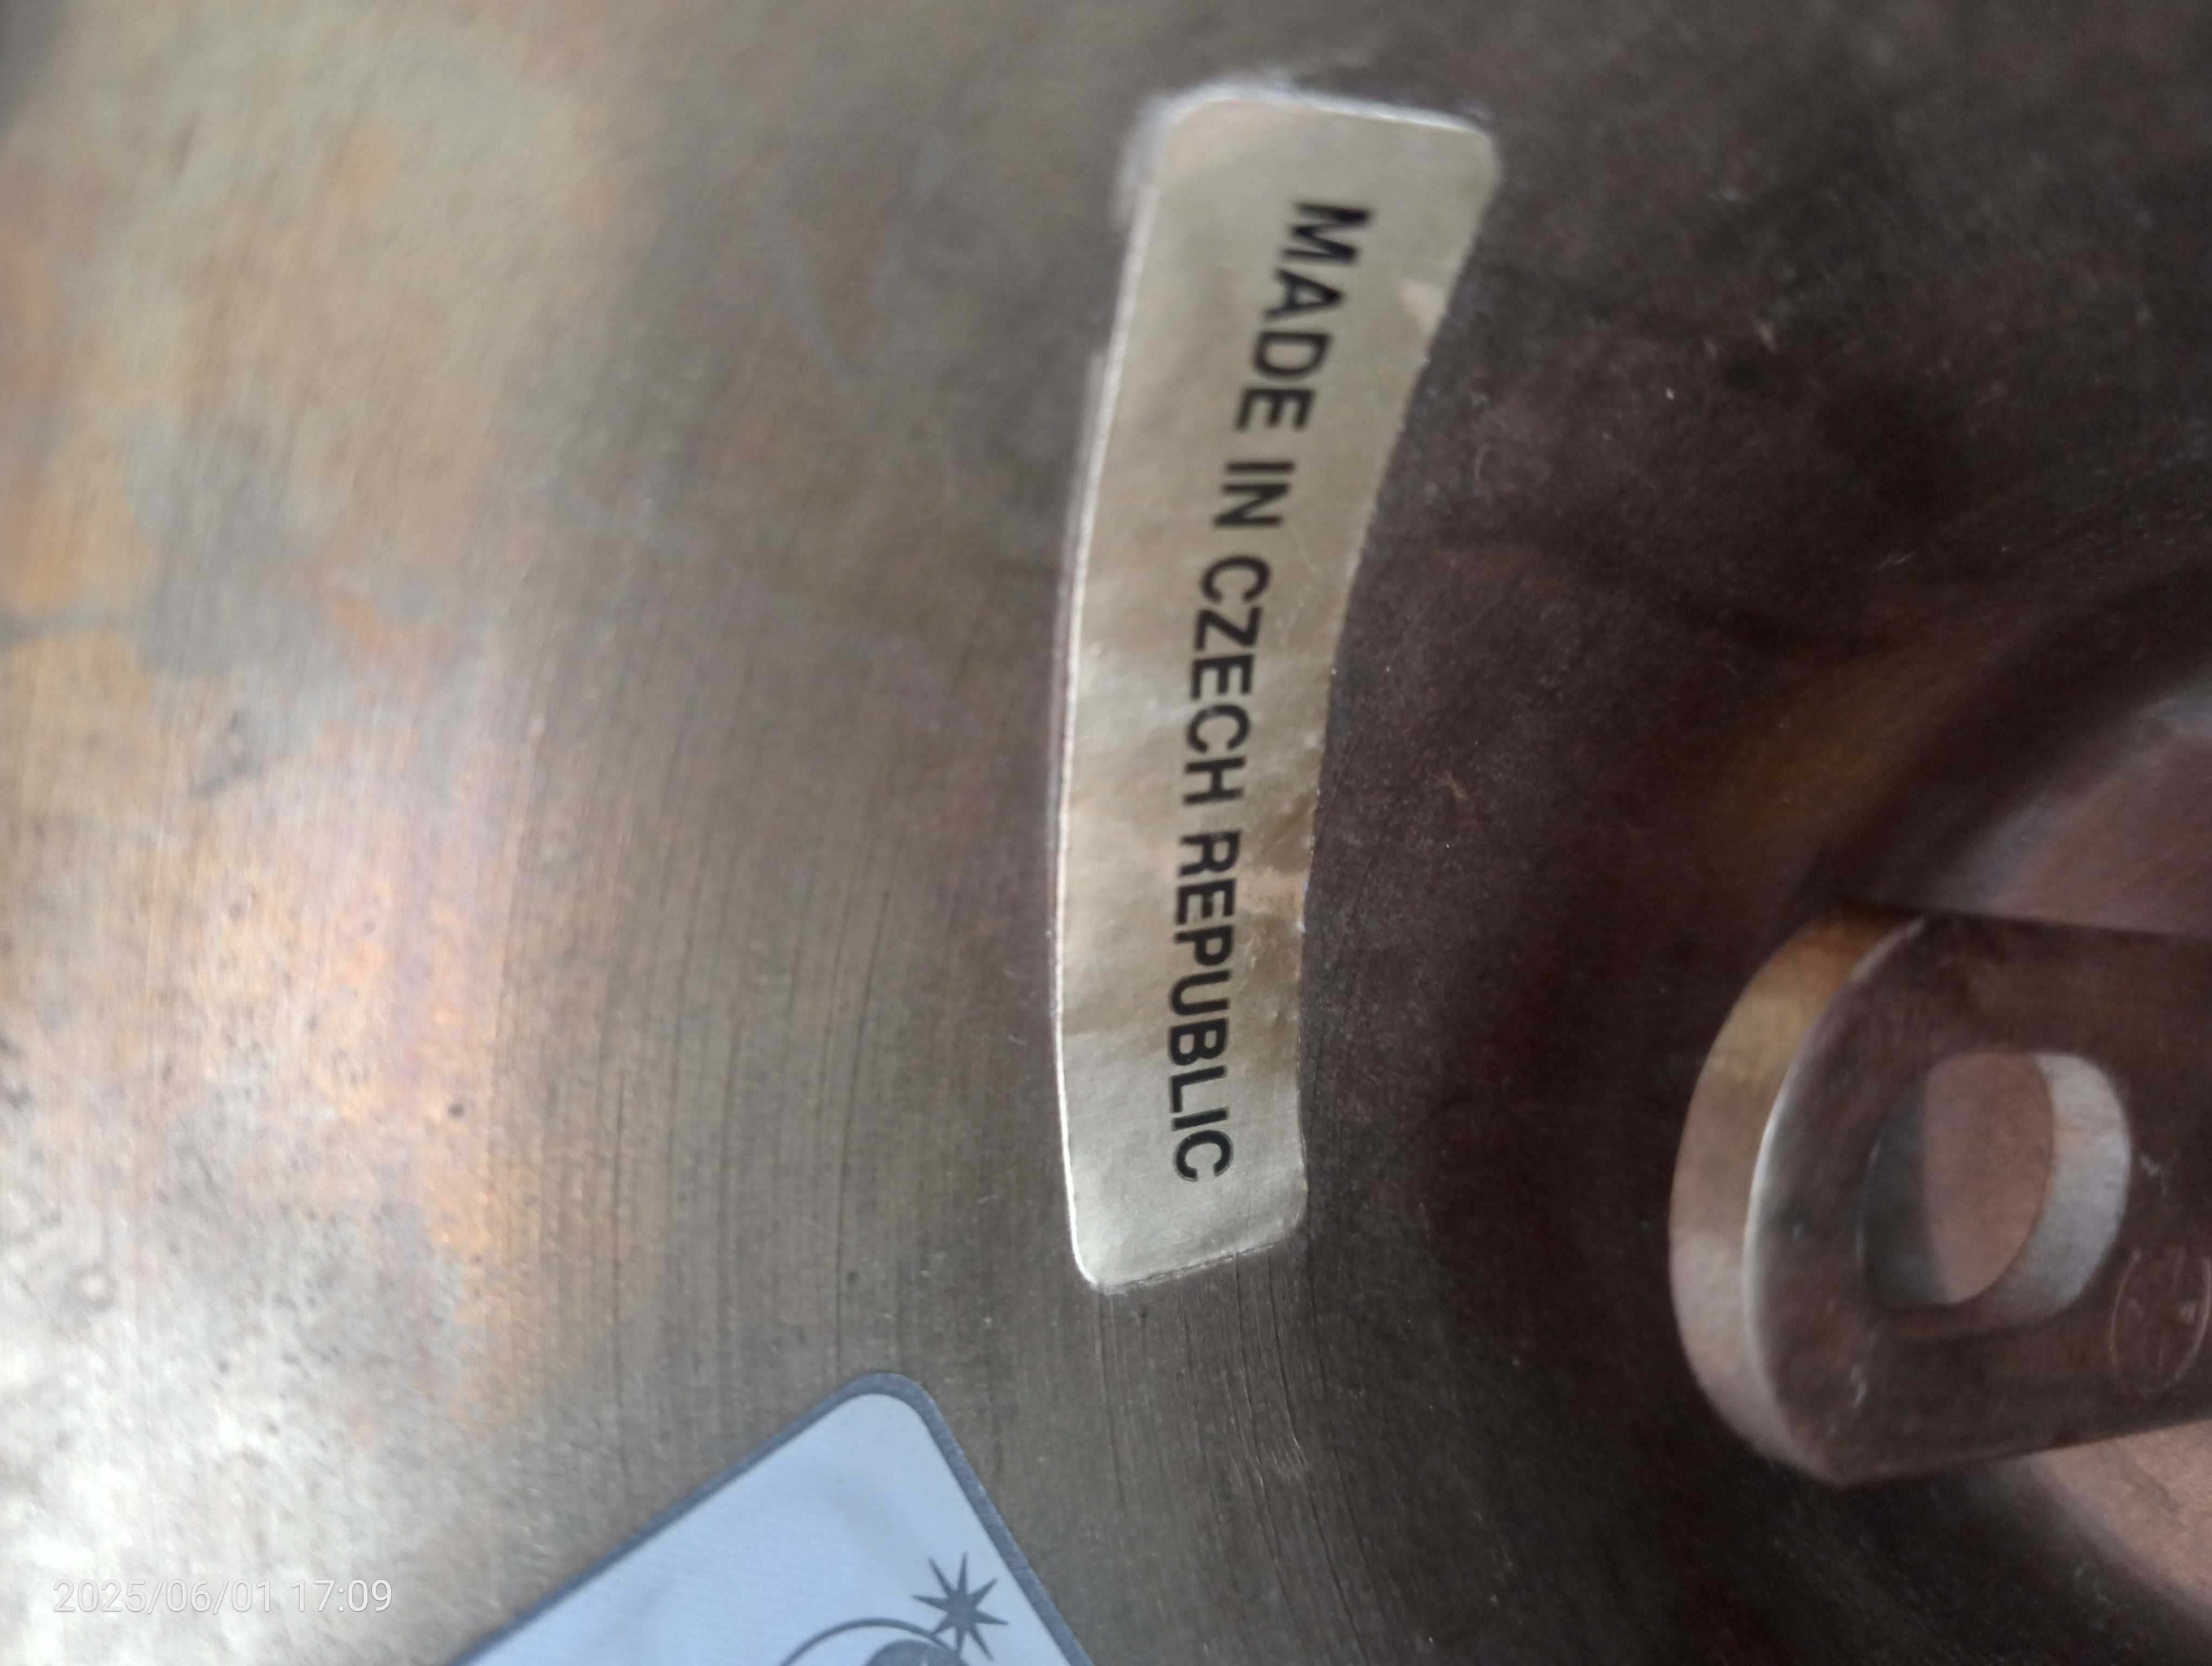 MADE IN CZECH REPUBLIC
2025/06/01 17:09